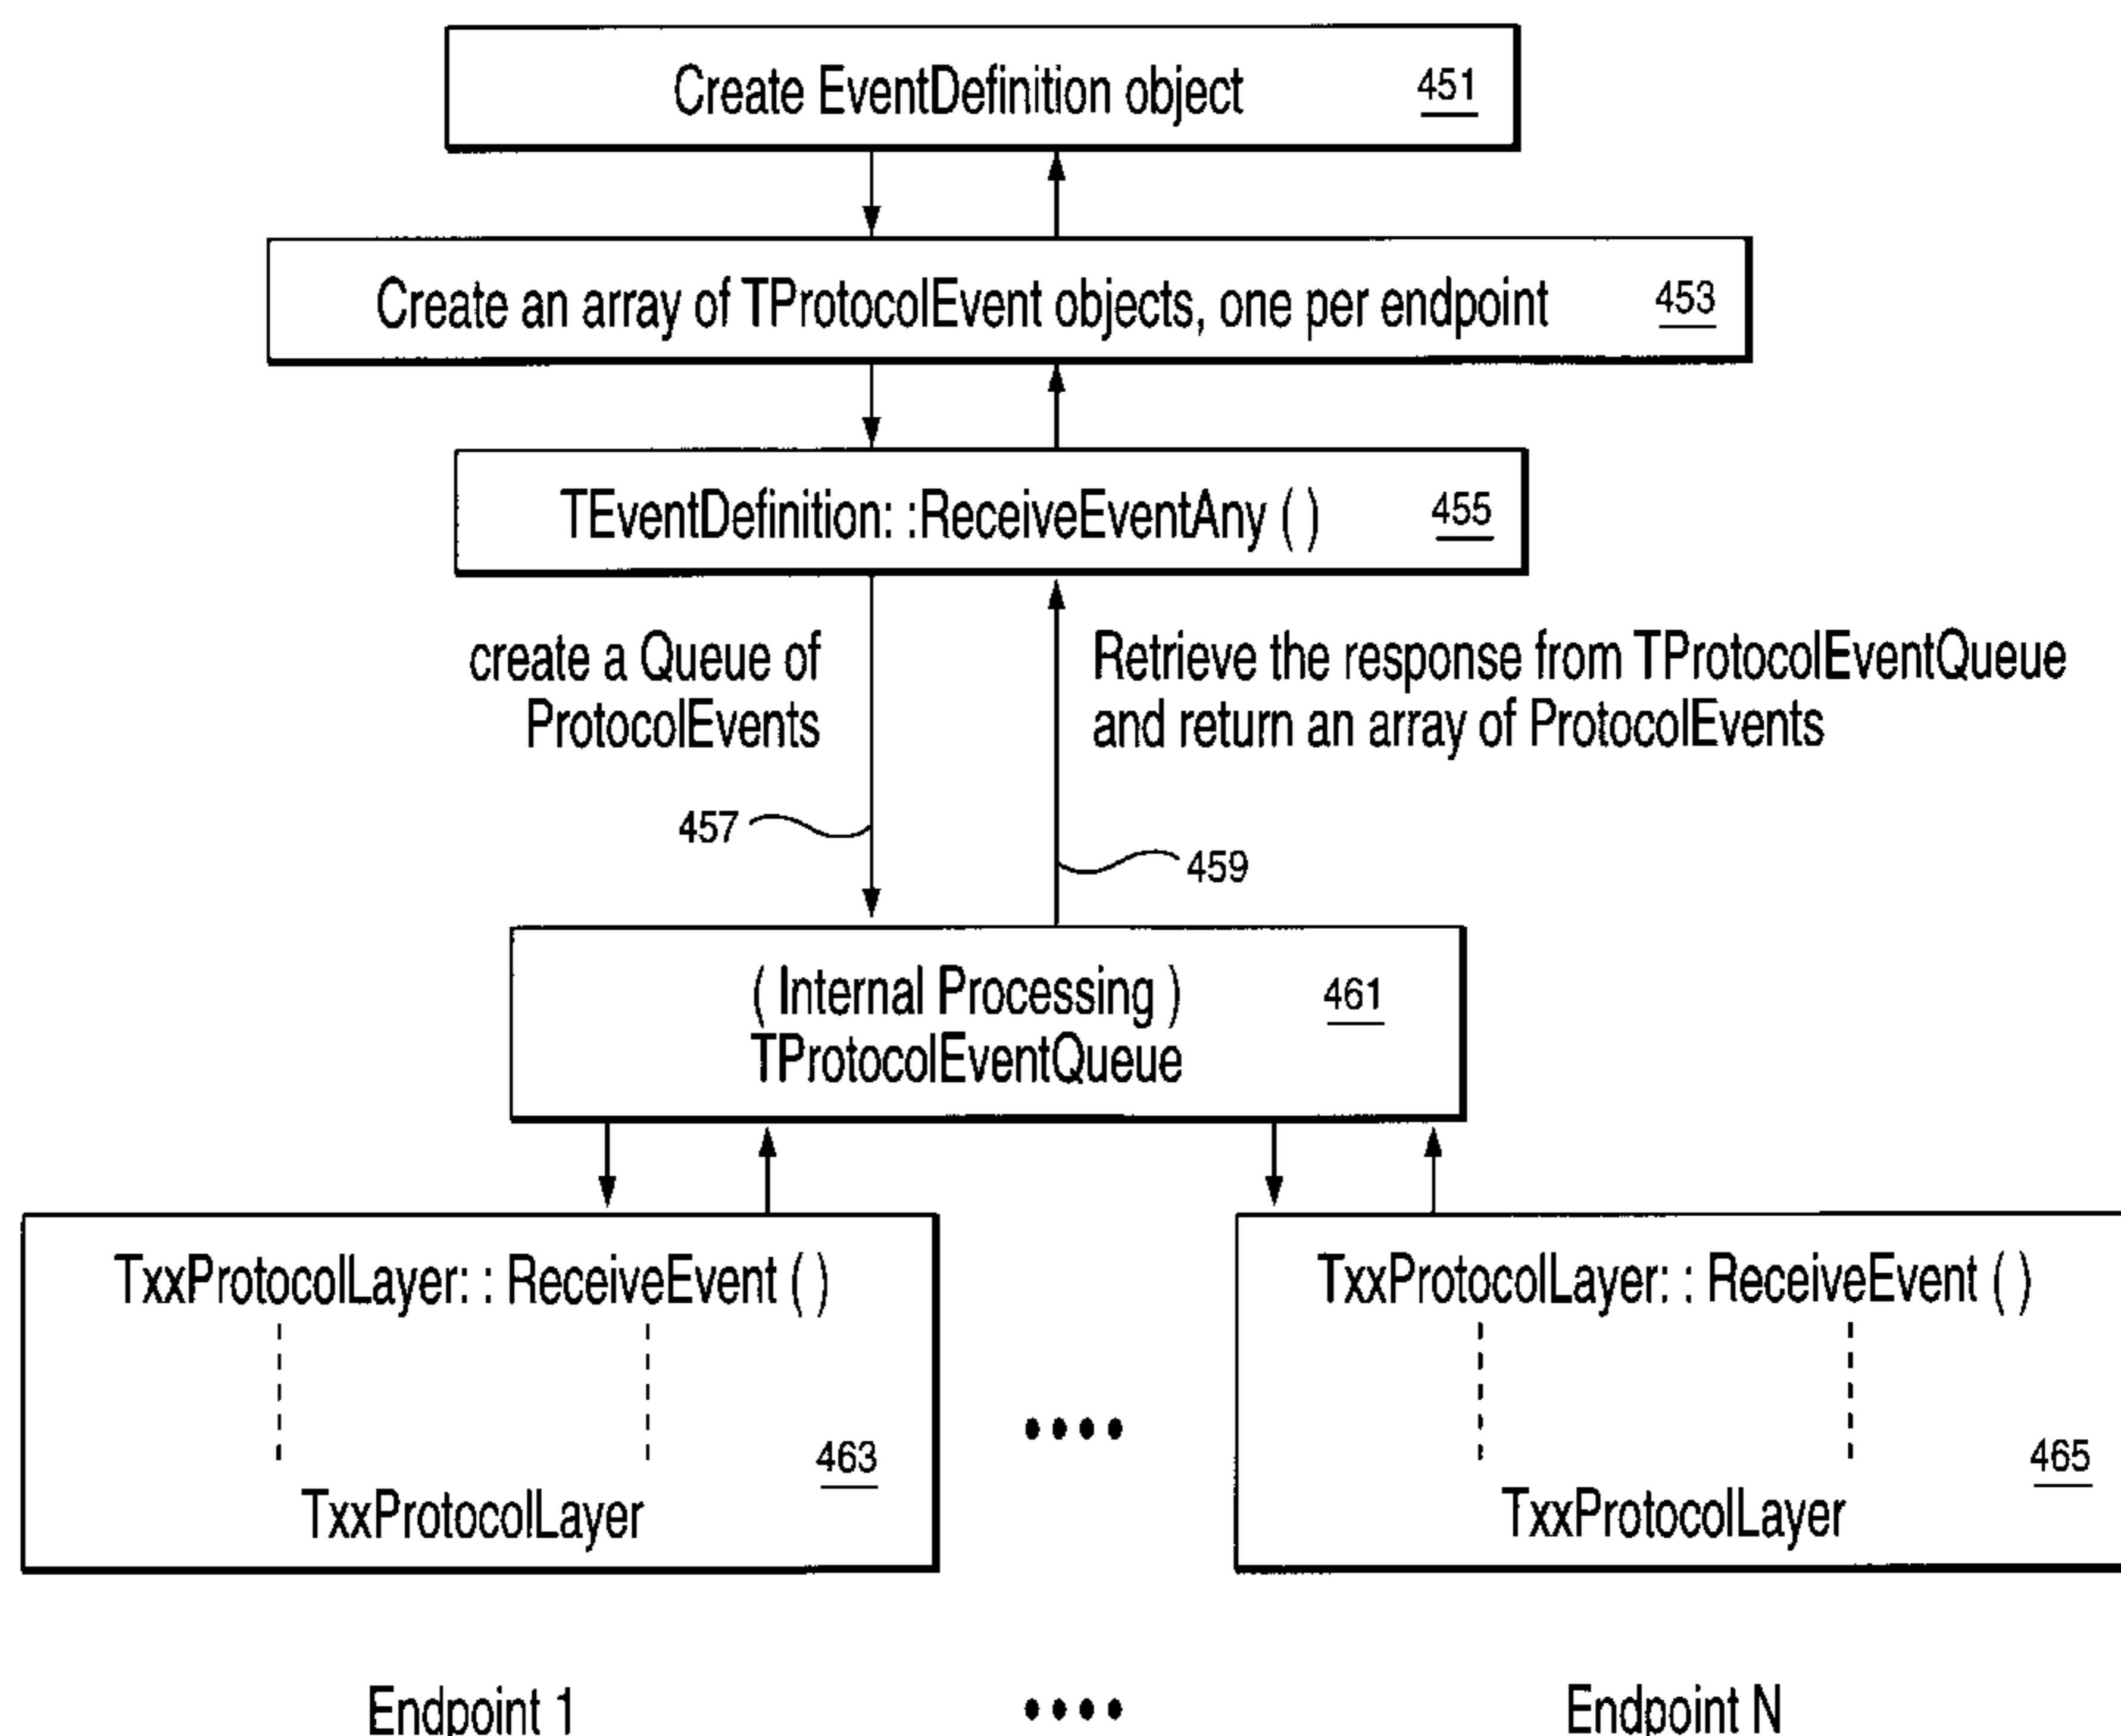 Create EventDefinition object 451
Create an array of TProtocolEvent objects, one per endpoint 453
TEventDefinition: :ReceiveEventAny ( ) 455
create a Queue of
ProtocolEvents
Retrieve the response from TProtocolEventQueue
and return an array of ProtocolEvents
457
459
( Internal Processing ) 461
TProtocolEventQueue
TxxProtocolLayer: : ReceiveEvent ( )
463
TxxProtocolLayer
TxxProtocolLayer: : ReceiveEvent ( )
465
TxxProtocolLayer
Endpoint 1
Endpoint N